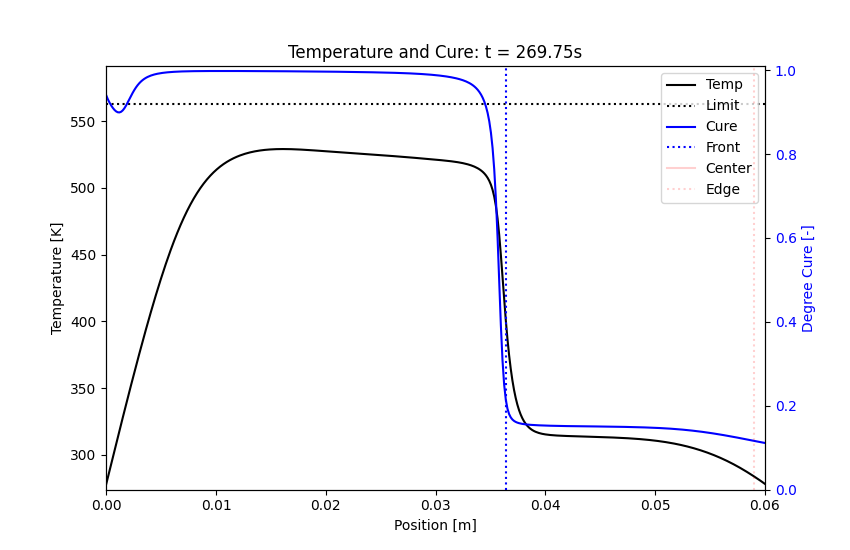 Temperature and Cure: t = 269.75s
Temp
Limit
Cure
Front
Center
Edge
Temperature [K]
550
500
450
400
350
300
Degree Cure [-]
1.0
0.8
0.6
0.4
0.2
0.0
0.00 0.01 0.02 0.03 0.04 0.05 0.06
Position [m]